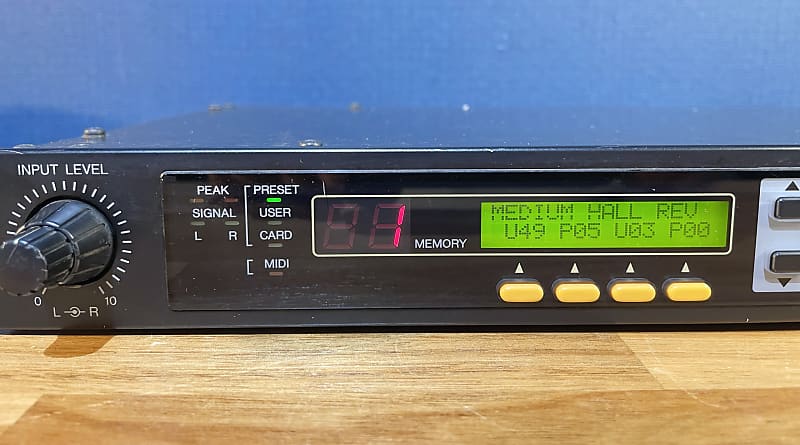 INPUT LEVEL
0 10
L R
PEAK
SIGNAL
L R
PRESET
USER
CARD
MIDI
1
MEMORY
MEDIUM HALL REV
U49 P05 U03 P00